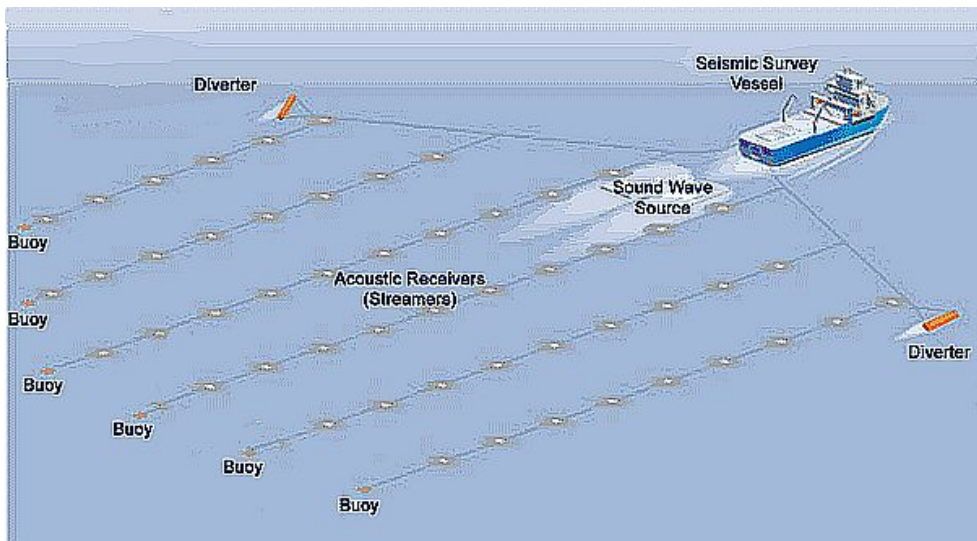 Seismic Survey
Vessel
Diverter
Sound Wave
Source
Buoy
Acoustic Receivers
(Streamers)
Buoy
Diverter
Buoy
Buoy
Buoy
Buoy